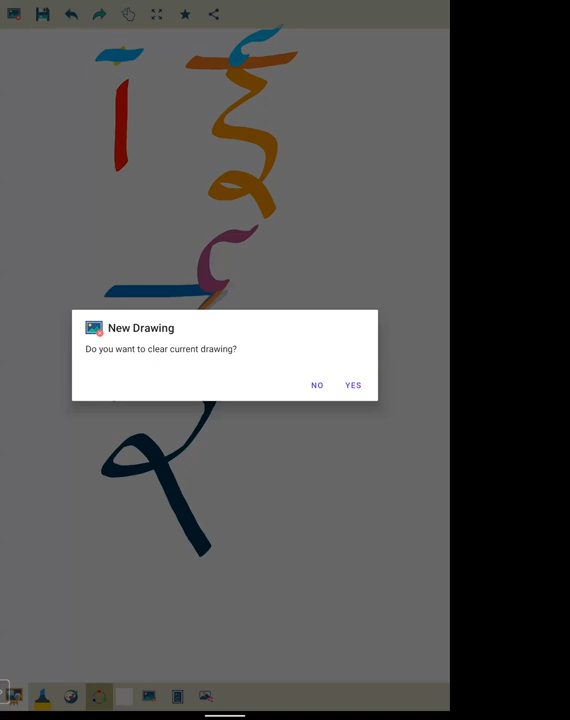 ा ई
New Drawing
Do you want to clear current drawing?
NO YES